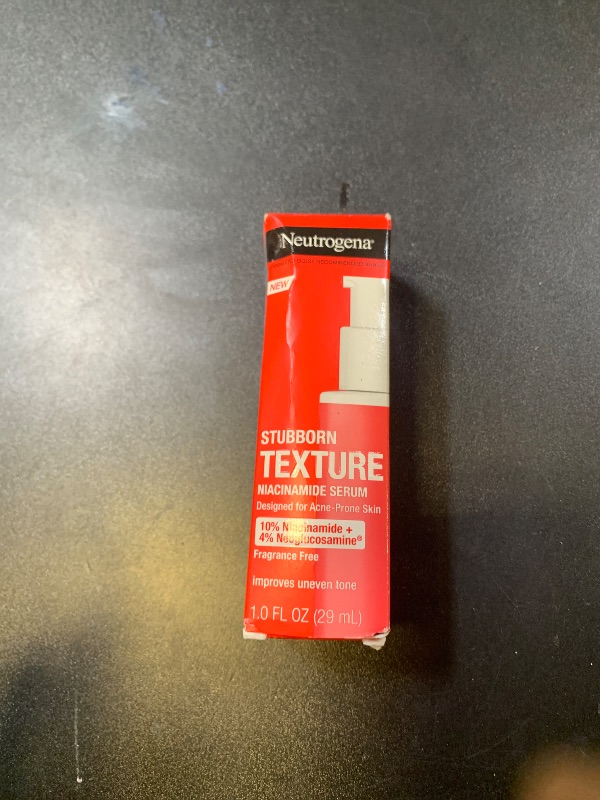 Neutrogena®
NEW
STUBBORN
TEXTURE
NIACINAMIDE SERUM
Designed for Acne-Prone Skin
10% Niacinamide +
4% Neoglucosamine®
Fragrance Free
improves uneven tone
1.0 FL OZ (29 mL)